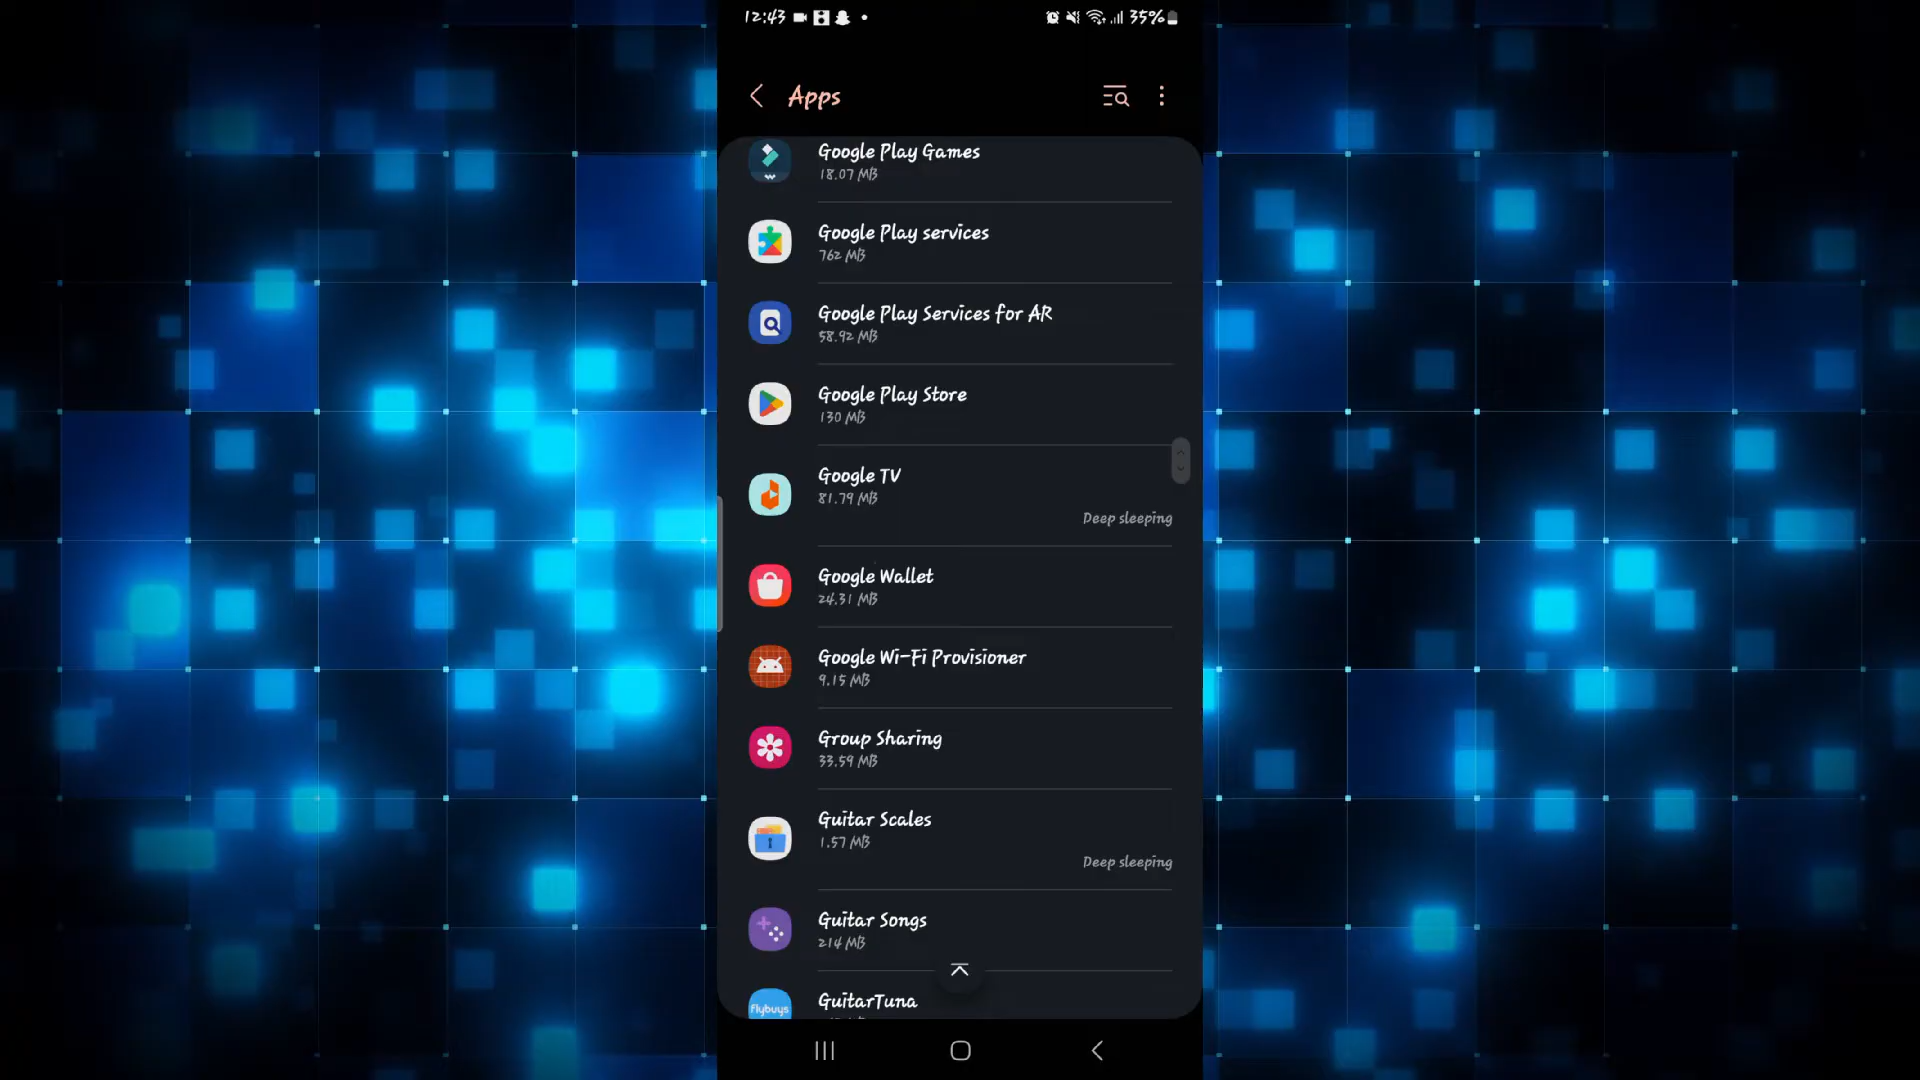 12:43
35%
Apps
Google Play Games
18.07 MB
Google Play services
762 MB
Google Play Services for AR
58.92 MB
Google Play Store
130 MB
Google TV
81.79 MB
Deep sleeping
Google Wallet
24.31 MB
Google Wi-Fi Provisioner
9.15 MB
Group Sharing
33.59 MB
Guitar Scales
1.57 MB
Deep sleeping
Guitar Songs
214 MB
flybuys
GuitarTuna